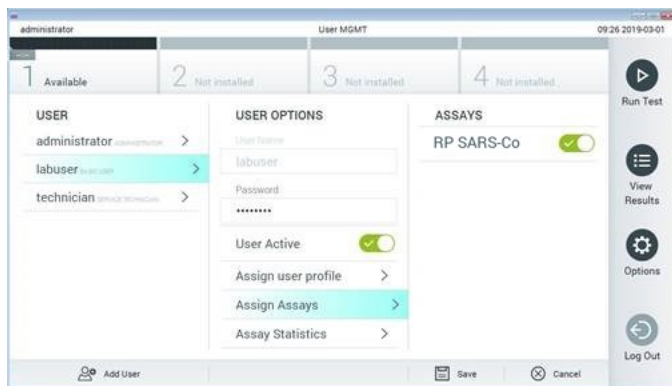 administrator
User MGMT
09:26 2019-03-01
1 Available
2 Not installed
3 Not installed
4 Not installed
USER
administrator
labuser
technician SERVICE TECHNICIAN
USER OPTIONS
User Name
labuser
Password
••••••••
User Active
Assign user profile
Assign Assays
Assay Statistics
ASSAYS
RP SARS-Co
Run Test
View
Results
Options
Log Out
Add User
Save
Cancel